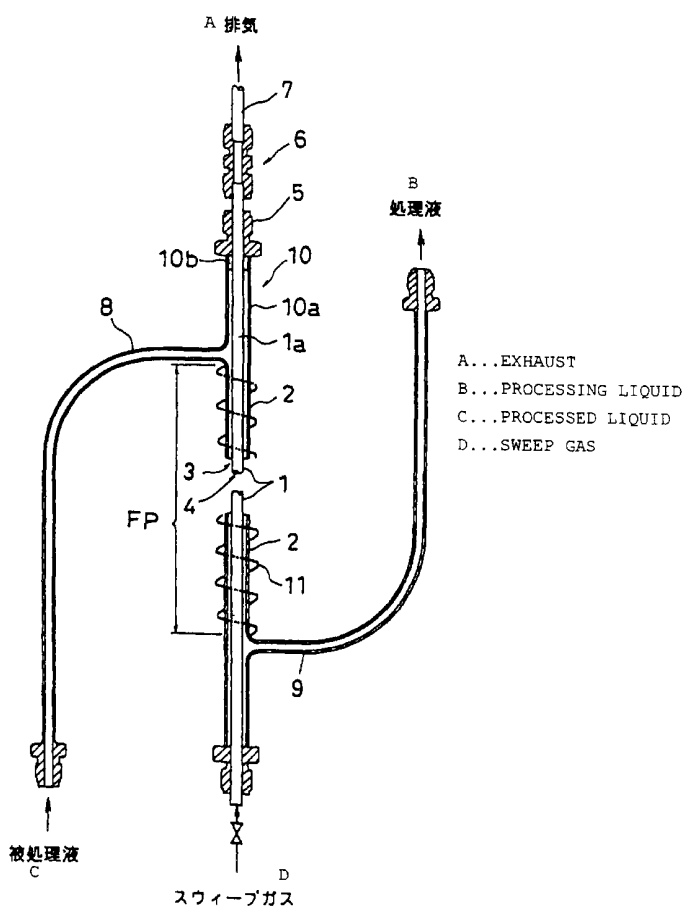 A 排気
7
6
B
処理液
5
10b
10
10a
8
1a
A...EXHAUST
B...PROCESSING LIQUID
C...PROCESSED LIQUID
D...SWEEP GAS
2
3
1
4
FP
2
11
9
被処理液
C
D
スウィープガス